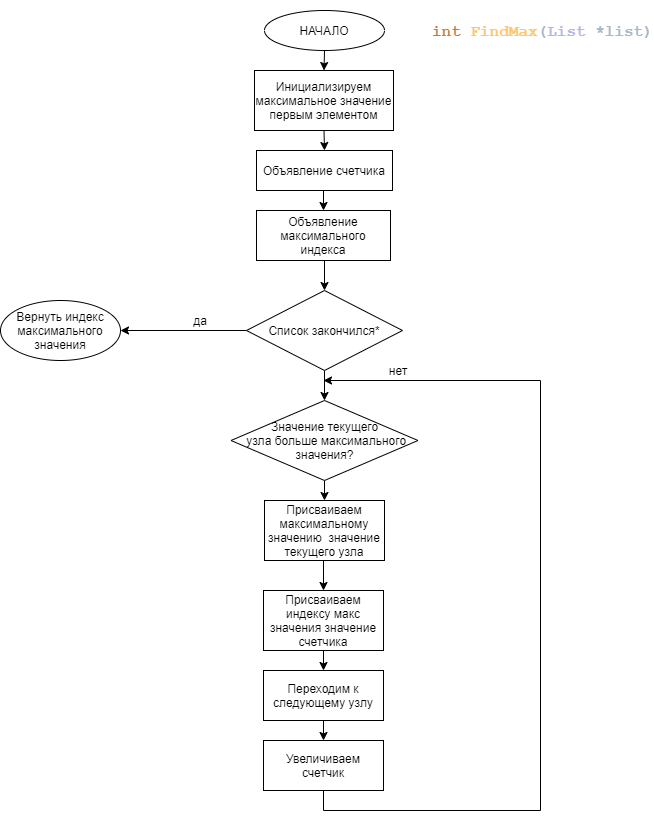 НАЧАЛО
int FindMax(List *list)
Инициализируем
максимальное значение
первым элементом
Объявление счетчика
Объявление
максимального
индекса
Список закончился*
да
Вернуть индекс
максимального
значения
нет
Значение текущего
узла больше максимального
значения?
Присваиваем
максимальному
значению значение
текущего узла
Присваиваем
индексу макс
значения значение
счетчика
Переходим к
следующему узлу
Увеличиваем
счетчик